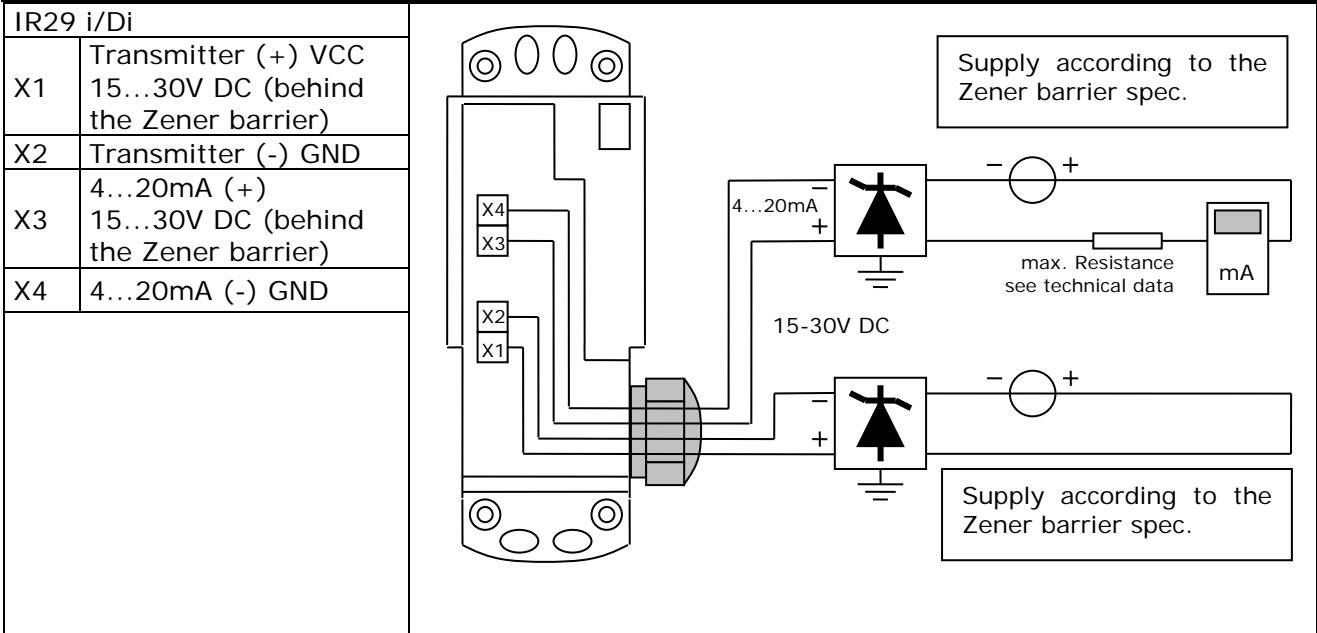 IR29 i/Di
X1
Transmitter (+) VCC
15...30V DC (behind
the Zener barrier)
X2
Transmitter (-) GND
X3
4...20mA (+)
15...30V DC (behind
the Zener barrier)
X4
4...20mA (-) GND
Supply according to the
Zener barrier spec.
− +
−
4...20mA
+
X4
X3
max. Resistance
see technical data
mA
X2
X1
15-30V DC
− +
−
+
Supply according to the
Zener barrier spec.